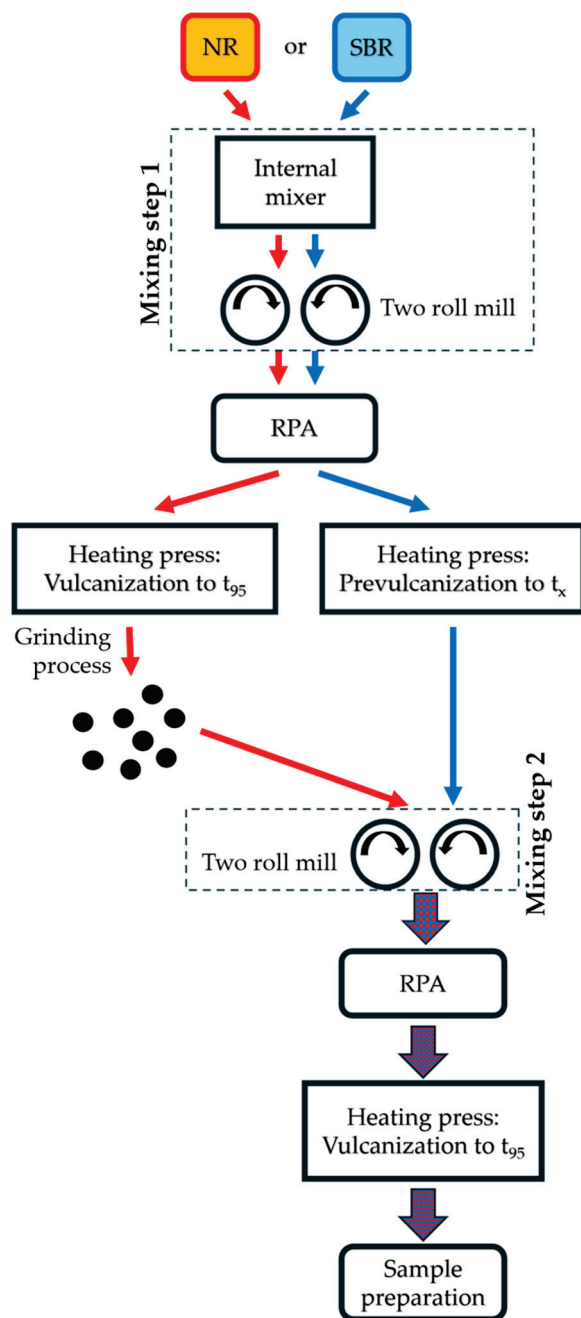 NR or SBR
Mixing step 1
Internal
mixer
Two roll mill
RPA
Heating press:
Vulcanization to t₉₅
Heating press:
Prevulcanization to tₓ
Grinding
process
Mixing step 2
Two roll mill
RPA
Heating press:
Vulcanization to t₉₅
Sample
preparation